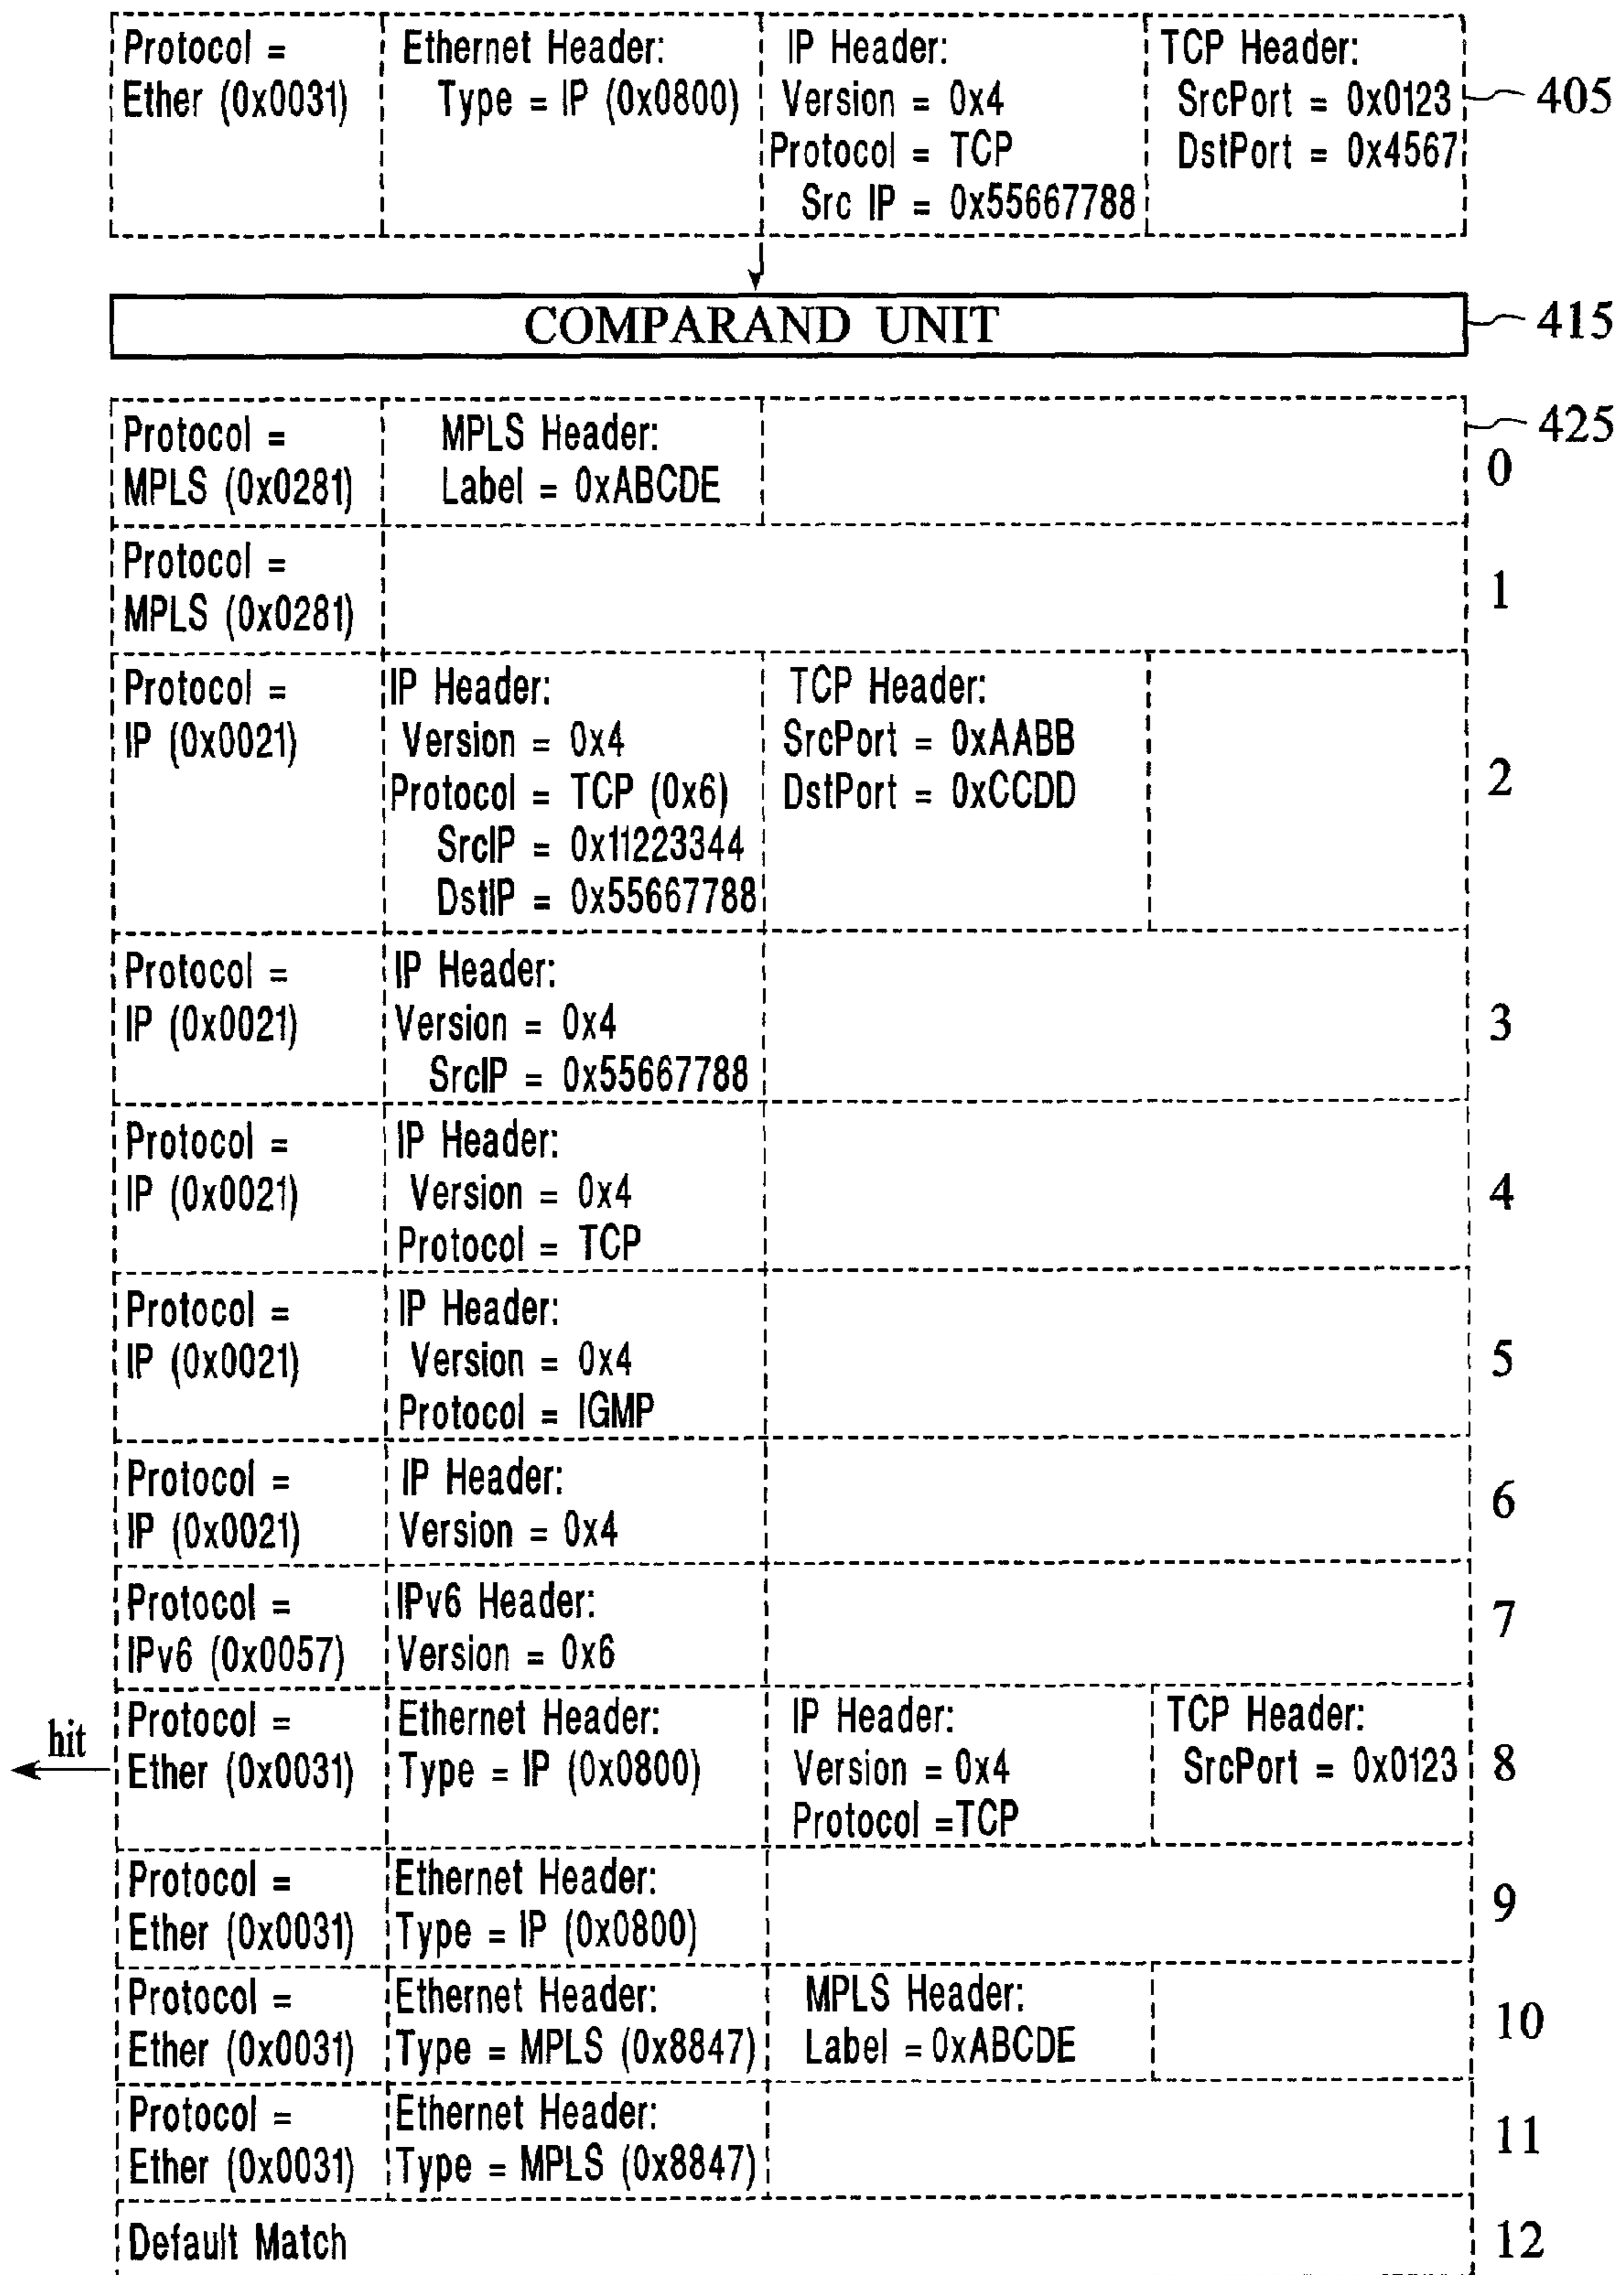 Protocol =
Ether (0x0031)
Ethernet Header:
Type = IP (0x0800)
IP Header:
Version = 0x4
Protocol = TCP
Src IP = 0x55667788
TCP Header:
SrcPort = 0x0123
DstPort = 0x4567
405
COMPARAND UNIT
415
425
Protocol =
MPLS (0x0281)
MPLS Header:
Label = 0xABCDE
0
Protocol =
MPLS (0x0281)
1
Protocol =
IP (0x0021)
IP Header:
Version = 0x4
Protocol = TCP (0x6)
SrcIP = 0x11223344
DstIP = 0x55667788
TCP Header:
SrcPort = 0xAABB
DstPort = 0xCCDD
2
Protocol =
IP (0x0021)
IP Header:
Version = 0x4
SrcIP = 0x55667788
3
Protocol =
IP (0x0021)
IP Header:
Version = 0x4
Protocol = TCP
4
Protocol =
IP (0x0021)
IP Header:
Version = 0x4
Protocol = IGMP
5
Protocol =
IP (0x0021)
IP Header:
Version = 0x4
6
Protocol =
IPv6 (0x0057)
IPv6 Header:
Version = 0x6
7
hit
Protocol =
Ether (0x0031)
Ethernet Header:
Type = IP (0x0800)
IP Header:
Version = 0x4
Protocol =TCP
TCP Header:
SrcPort = 0x0123
8
Protocol =
Ether (0x0031)
Ethernet Header:
Type = IP (0x0800)
9
Protocol =
Ether (0x0031)
Ethernet Header:
Type = MPLS (0x8847)
MPLS Header:
Label = 0xABCDE
10
Protocol =
Ether (0x0031)
Ethernet Header:
Type = MPLS (0x8847)
11
Default Match
12